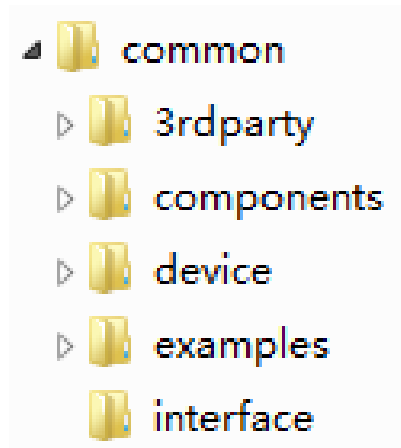 common
3rdparty
components
device
examples
interface